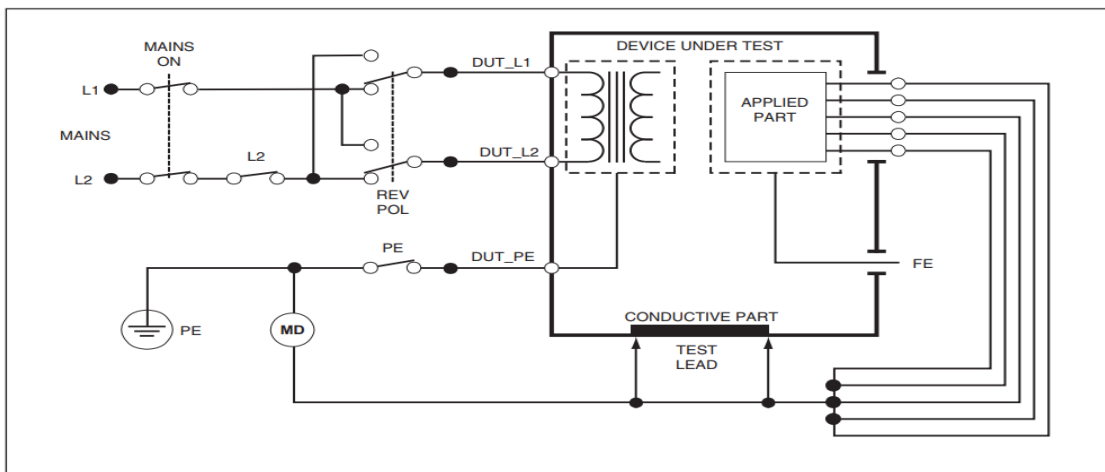 MAINS
ON
L1
MAINS
L2
L2
REV
POL
DUT_L1
DUT_L2
DEVICE UNDER TEST
APPLIED
PART
PE
DUT_PE
FE
PE
MD
CONDUCTIVE PART
TEST
LEAD